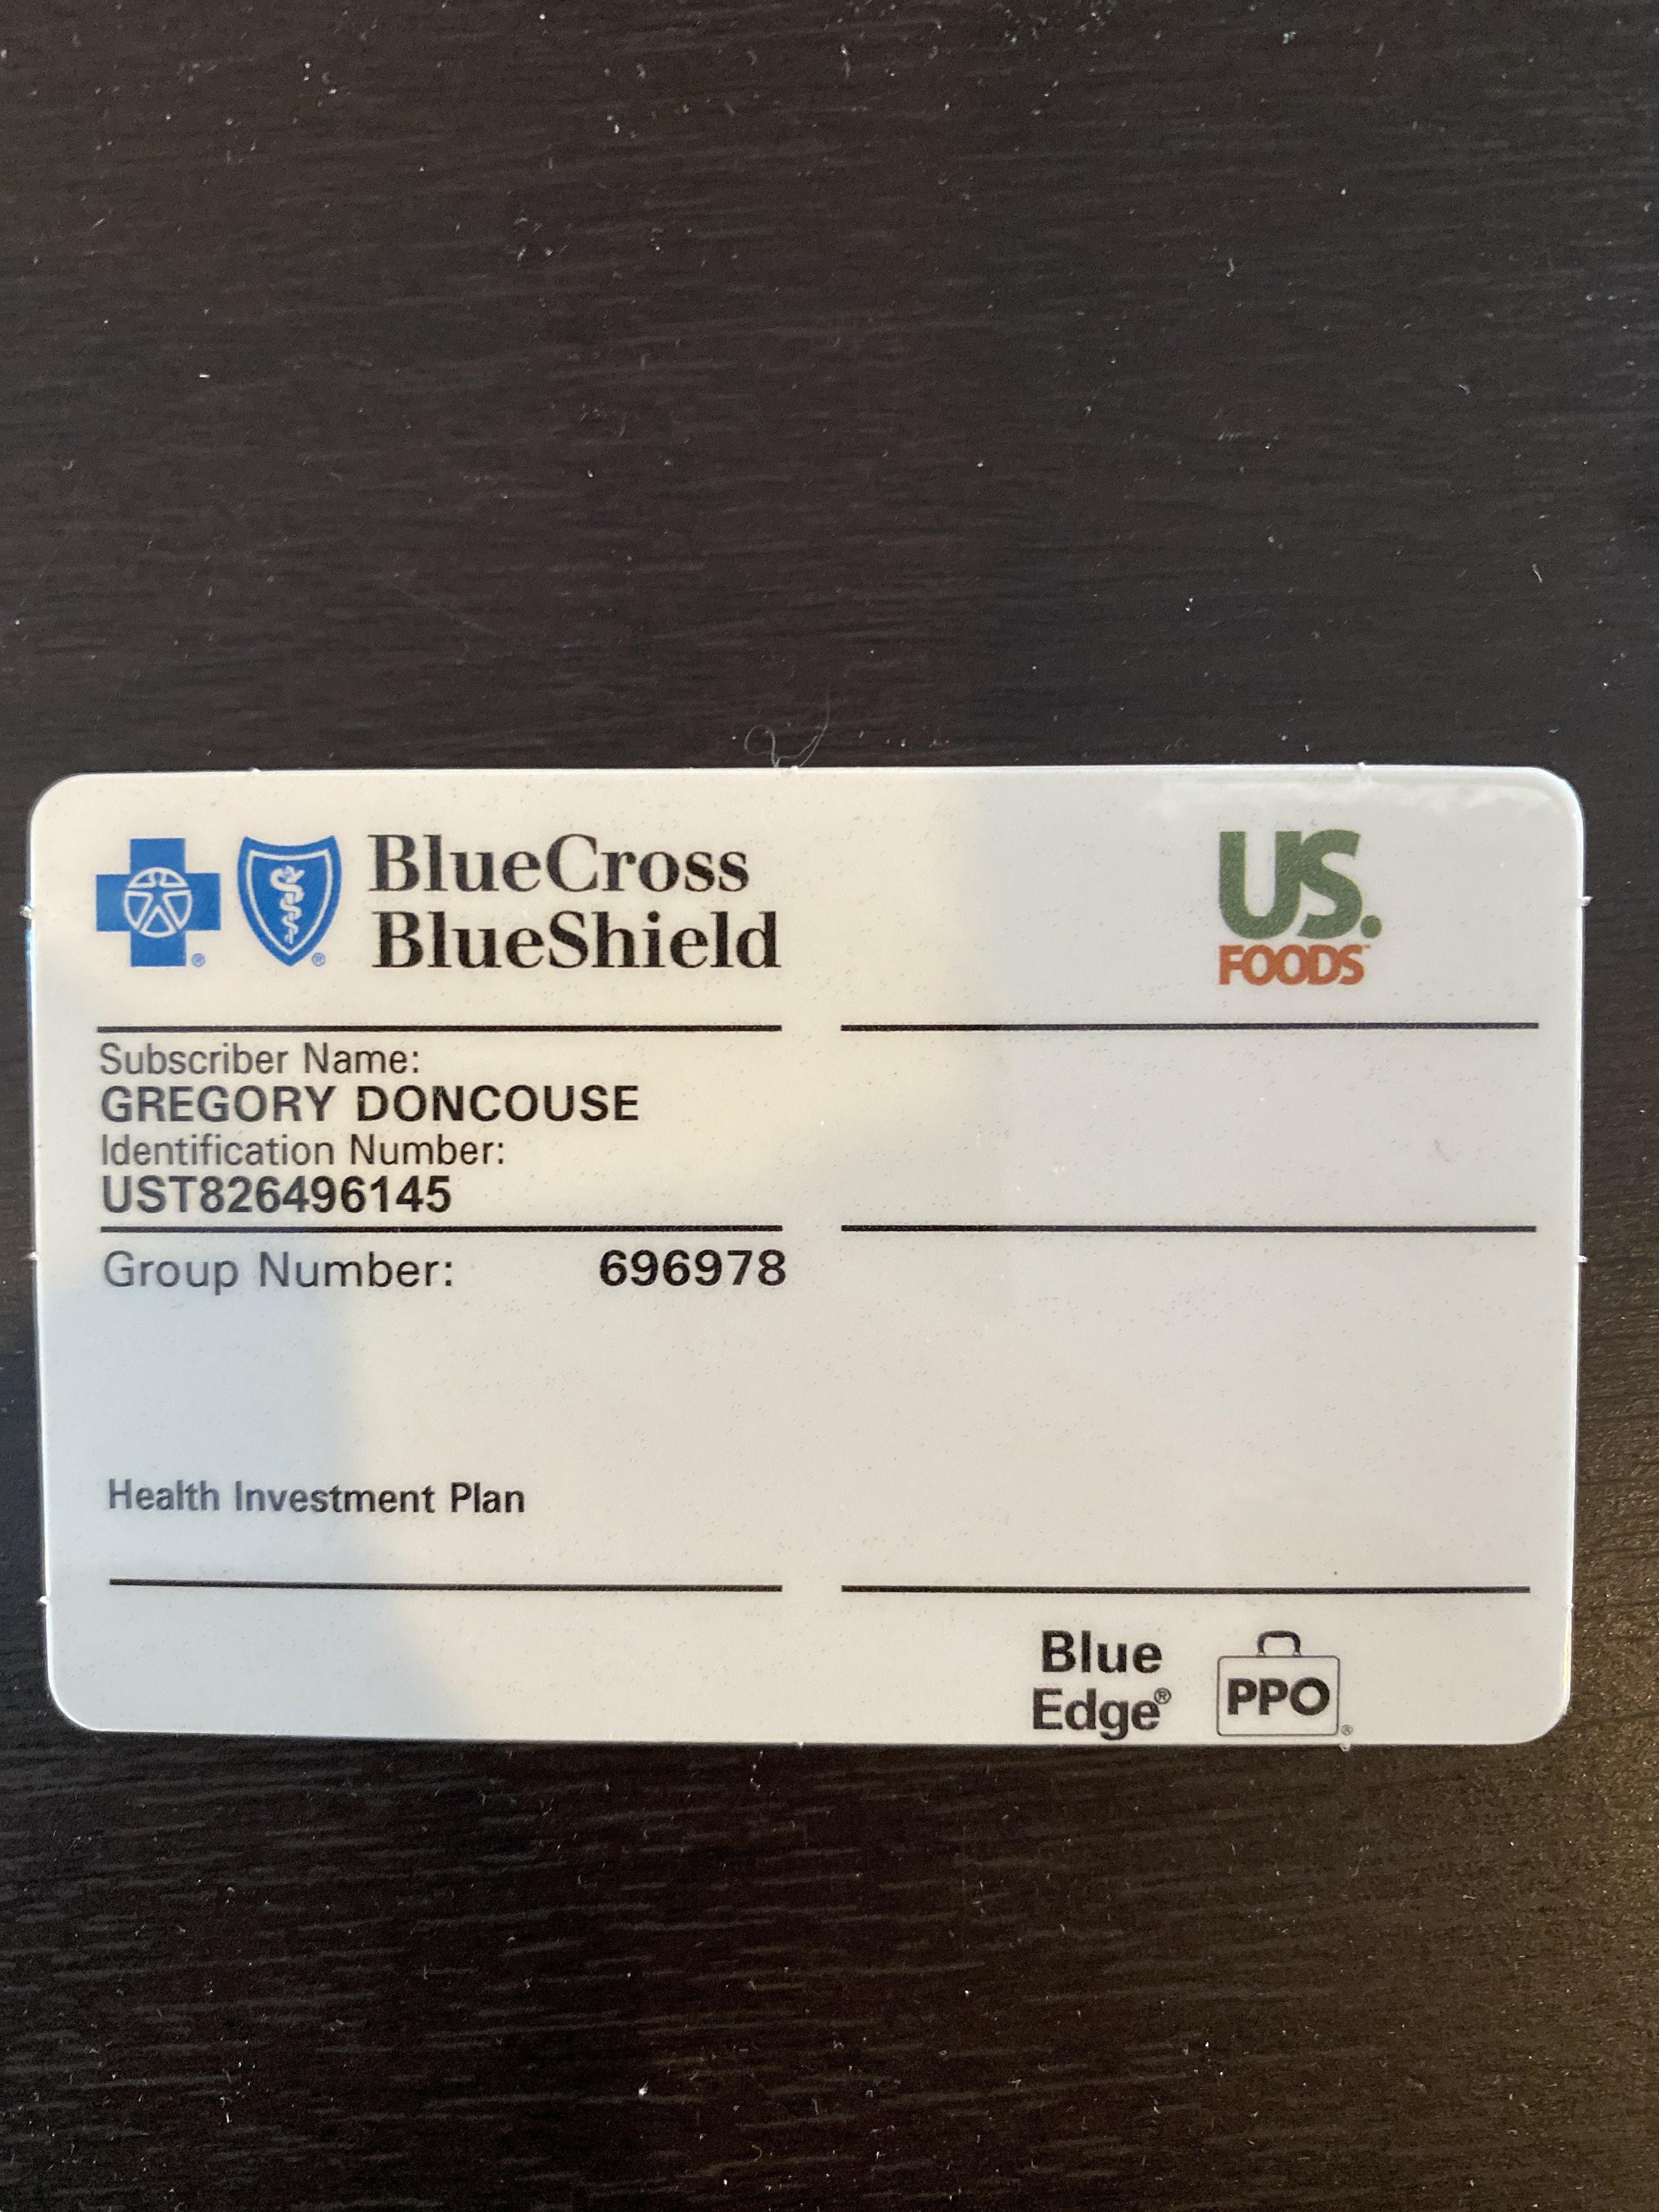 BlueCross
BlueShield
US.
FOODS™
Subscriber Name:
GREGORY DONCOUSE
Identification Number:
UST826496145
Group Number: 696978
Health Investment Plan
Blue
Edge®
PPO®